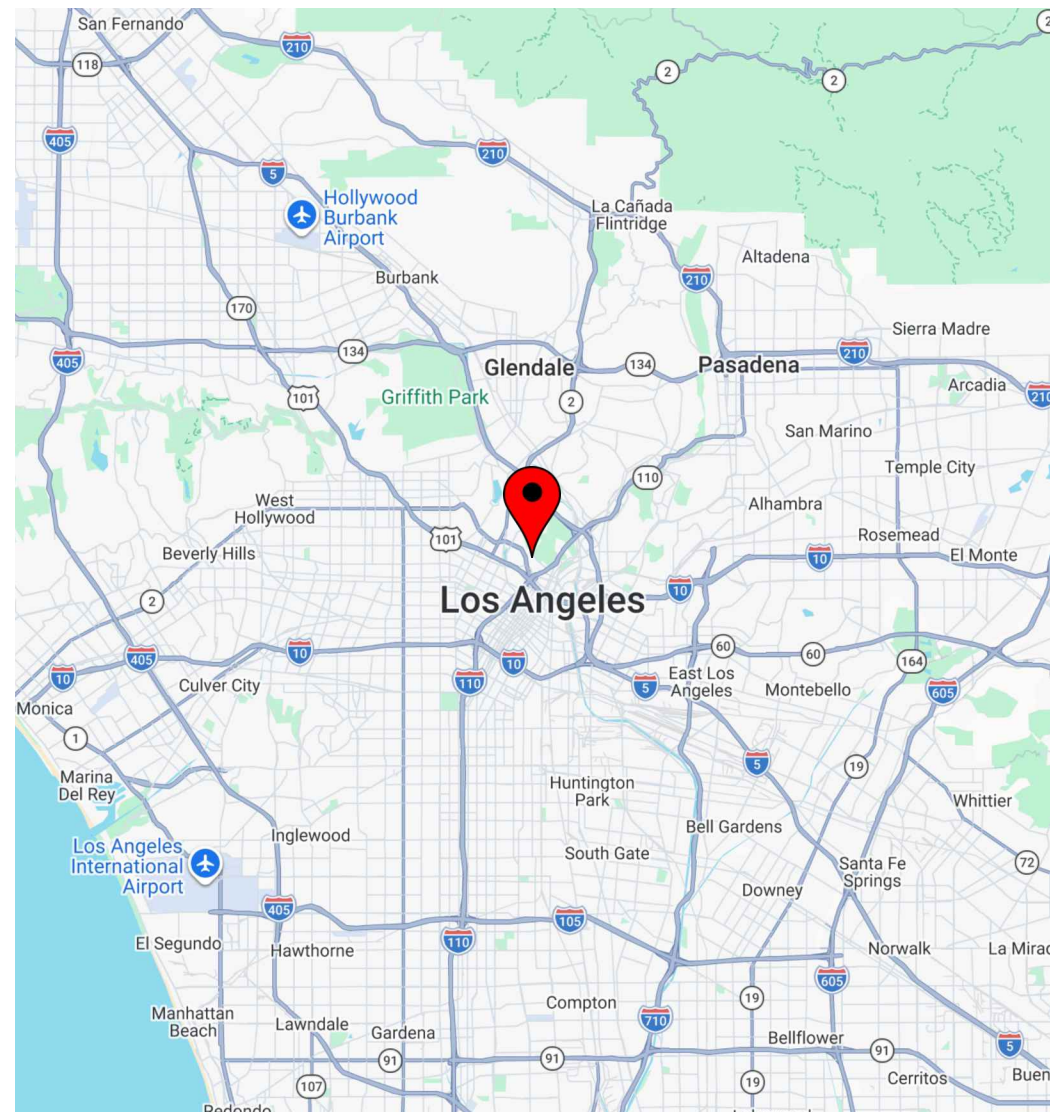 San Fernando
2
210
118
2
2
405
210
5
Hollywood
Burbank
Airport
La Cañada
Flintridge
Altadena
Burbank
210
170
Sierra Madre
134
210
405
Glendale
134
Pasadena
Arcadia
Griffith Park
101
2
210
San Marino
Temple City
110
West
Hollywood
Alhambra
101
Rosemead
Beverly Hills
10
El Monte
10
2
Los Angeles
405
10
10
60
60
164
10
Culver City
110
5
East Los
Angeles
Montebello
605
Monica
1
5
19
Marina
Del Rey
Huntington
Park
Whittier
Inglewood
Bell Gardens
Los Angeles
International
Airport
South Gate
Santa Fe
Springs
72
Downey
405
105
El Segundo
Hawthorne
110
Norwalk
La Mirad
605
Manhattan
Beach
Lawndale
Gardena
Compton
19
710
Bellflower
5
91
91
91
107
19
Cerritos
Buen
Redondo